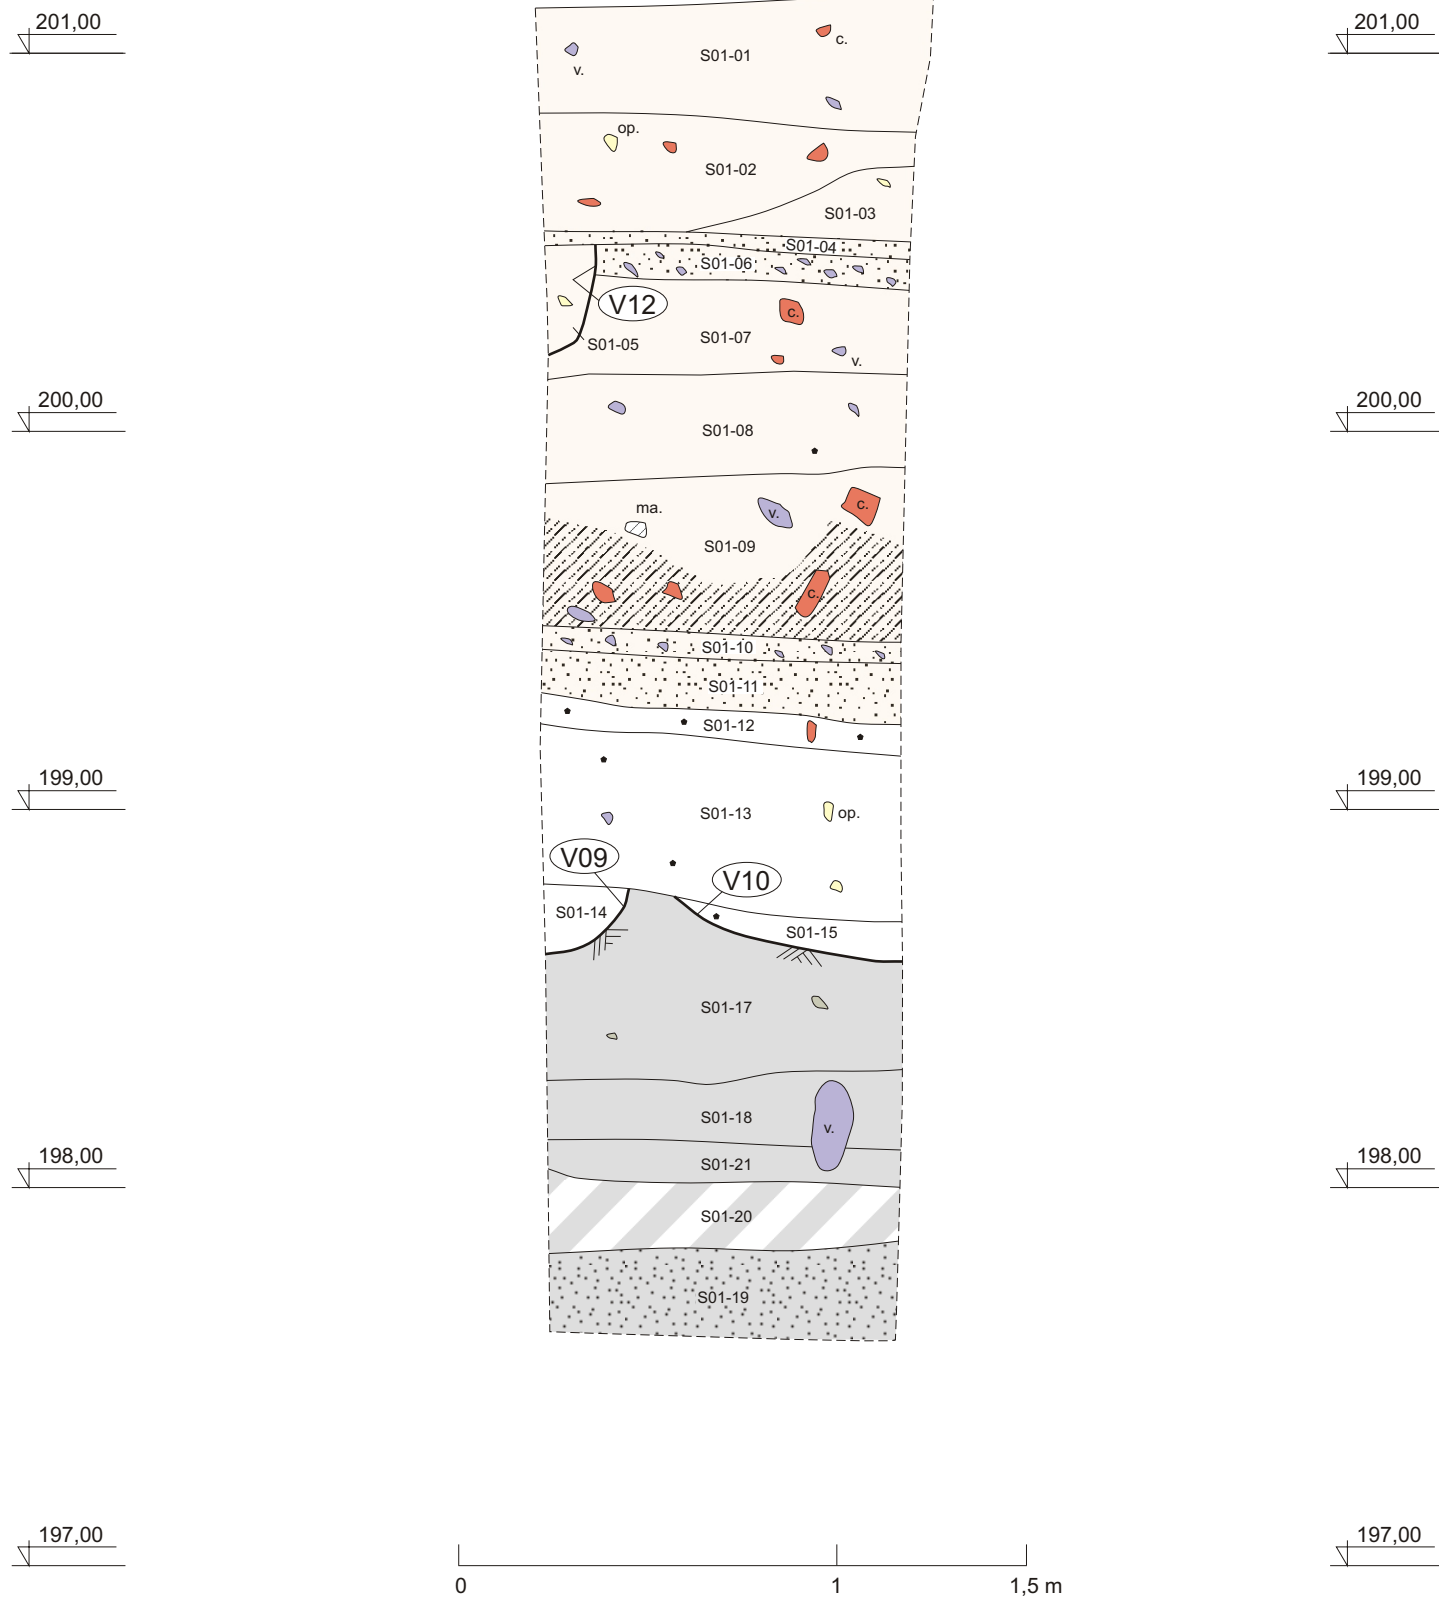 201,00 201,00
c.
v.
S01-01
op.
S01-02
S01-03
S01-04
S01-06
V12
c.
S01-07
S01-05
v.
200,00 200,00
S01-08
ma.
v.
c.
S01-09
c.
S01-10
S01-11
S01-12
199,00 199,00
S01-13
op.
V09
V10
S01-14
S01-15
S01-17
S01-18
v.
198,00 198,00
S01-21
S01-20
S01-19
197,00 197,00
0 1 1,5 m